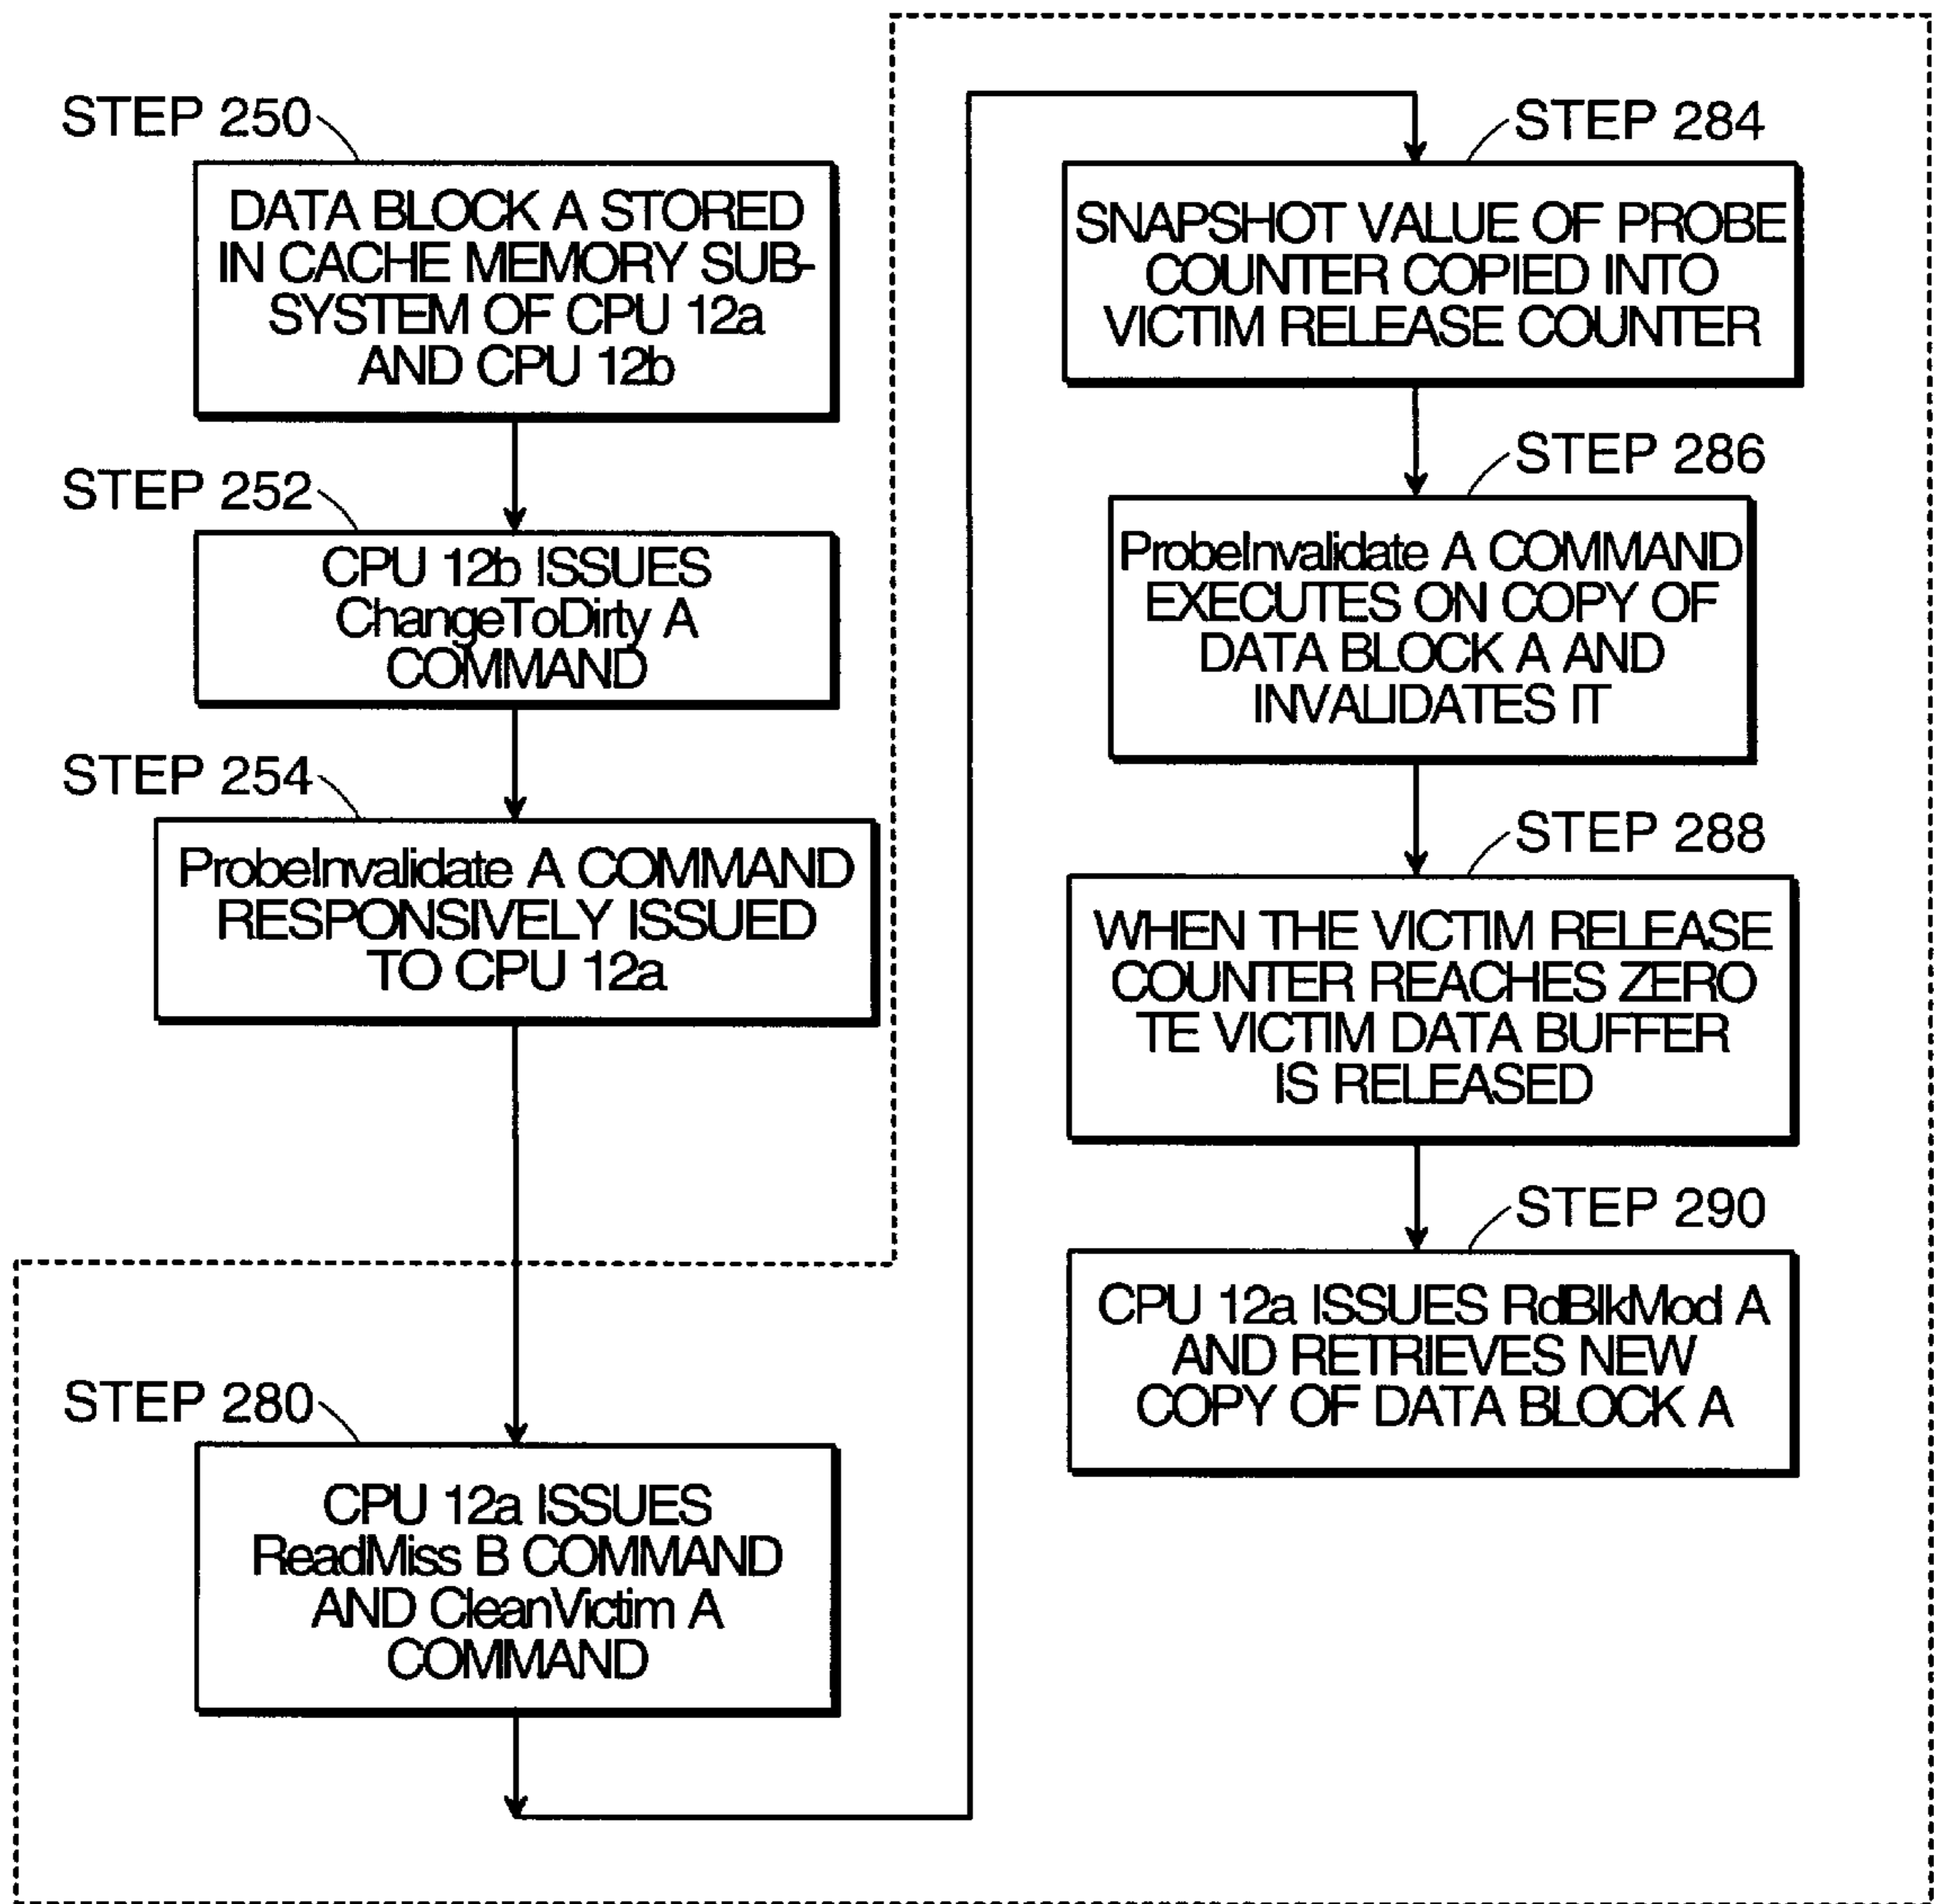 STEP 250
DATA BLOCK A STORED
IN CACHE MEMORY SUB-
SYSTEM OF CPU 12a
AND CPU 12b
STEP 252
CPU 12b ISSUES
ChangeToDirty A
COMMAND
STEP 254
ProbeInvalidate A COMMAND
RESPONSIVELY ISSUED
TO CPU 12a
STEP 280
CPU 12a ISSUES
ReadMiss B COMMAND
AND CleanVictim A
COMMAND
STEP 284
SNAPSHOT VALUE OF PROBE
COUNTER COPIED INTO
VICTIM RELEASE COUNTER
STEP 286
ProbeInvalidate A COMMAND
EXECUTES ON COPY OF
DATA BLOCK A AND
INVALIDATES IT
STEP 288
WHEN THE VICTIM RELEASE
COUNTER REACHES ZERO
TE VICTIM DATA BUFFER
IS RELEASED
STEP 290
CPU 12a ISSUES RdBlkMod A
AND RETRIEVES NEW
COPY OF DATA BLOCK A